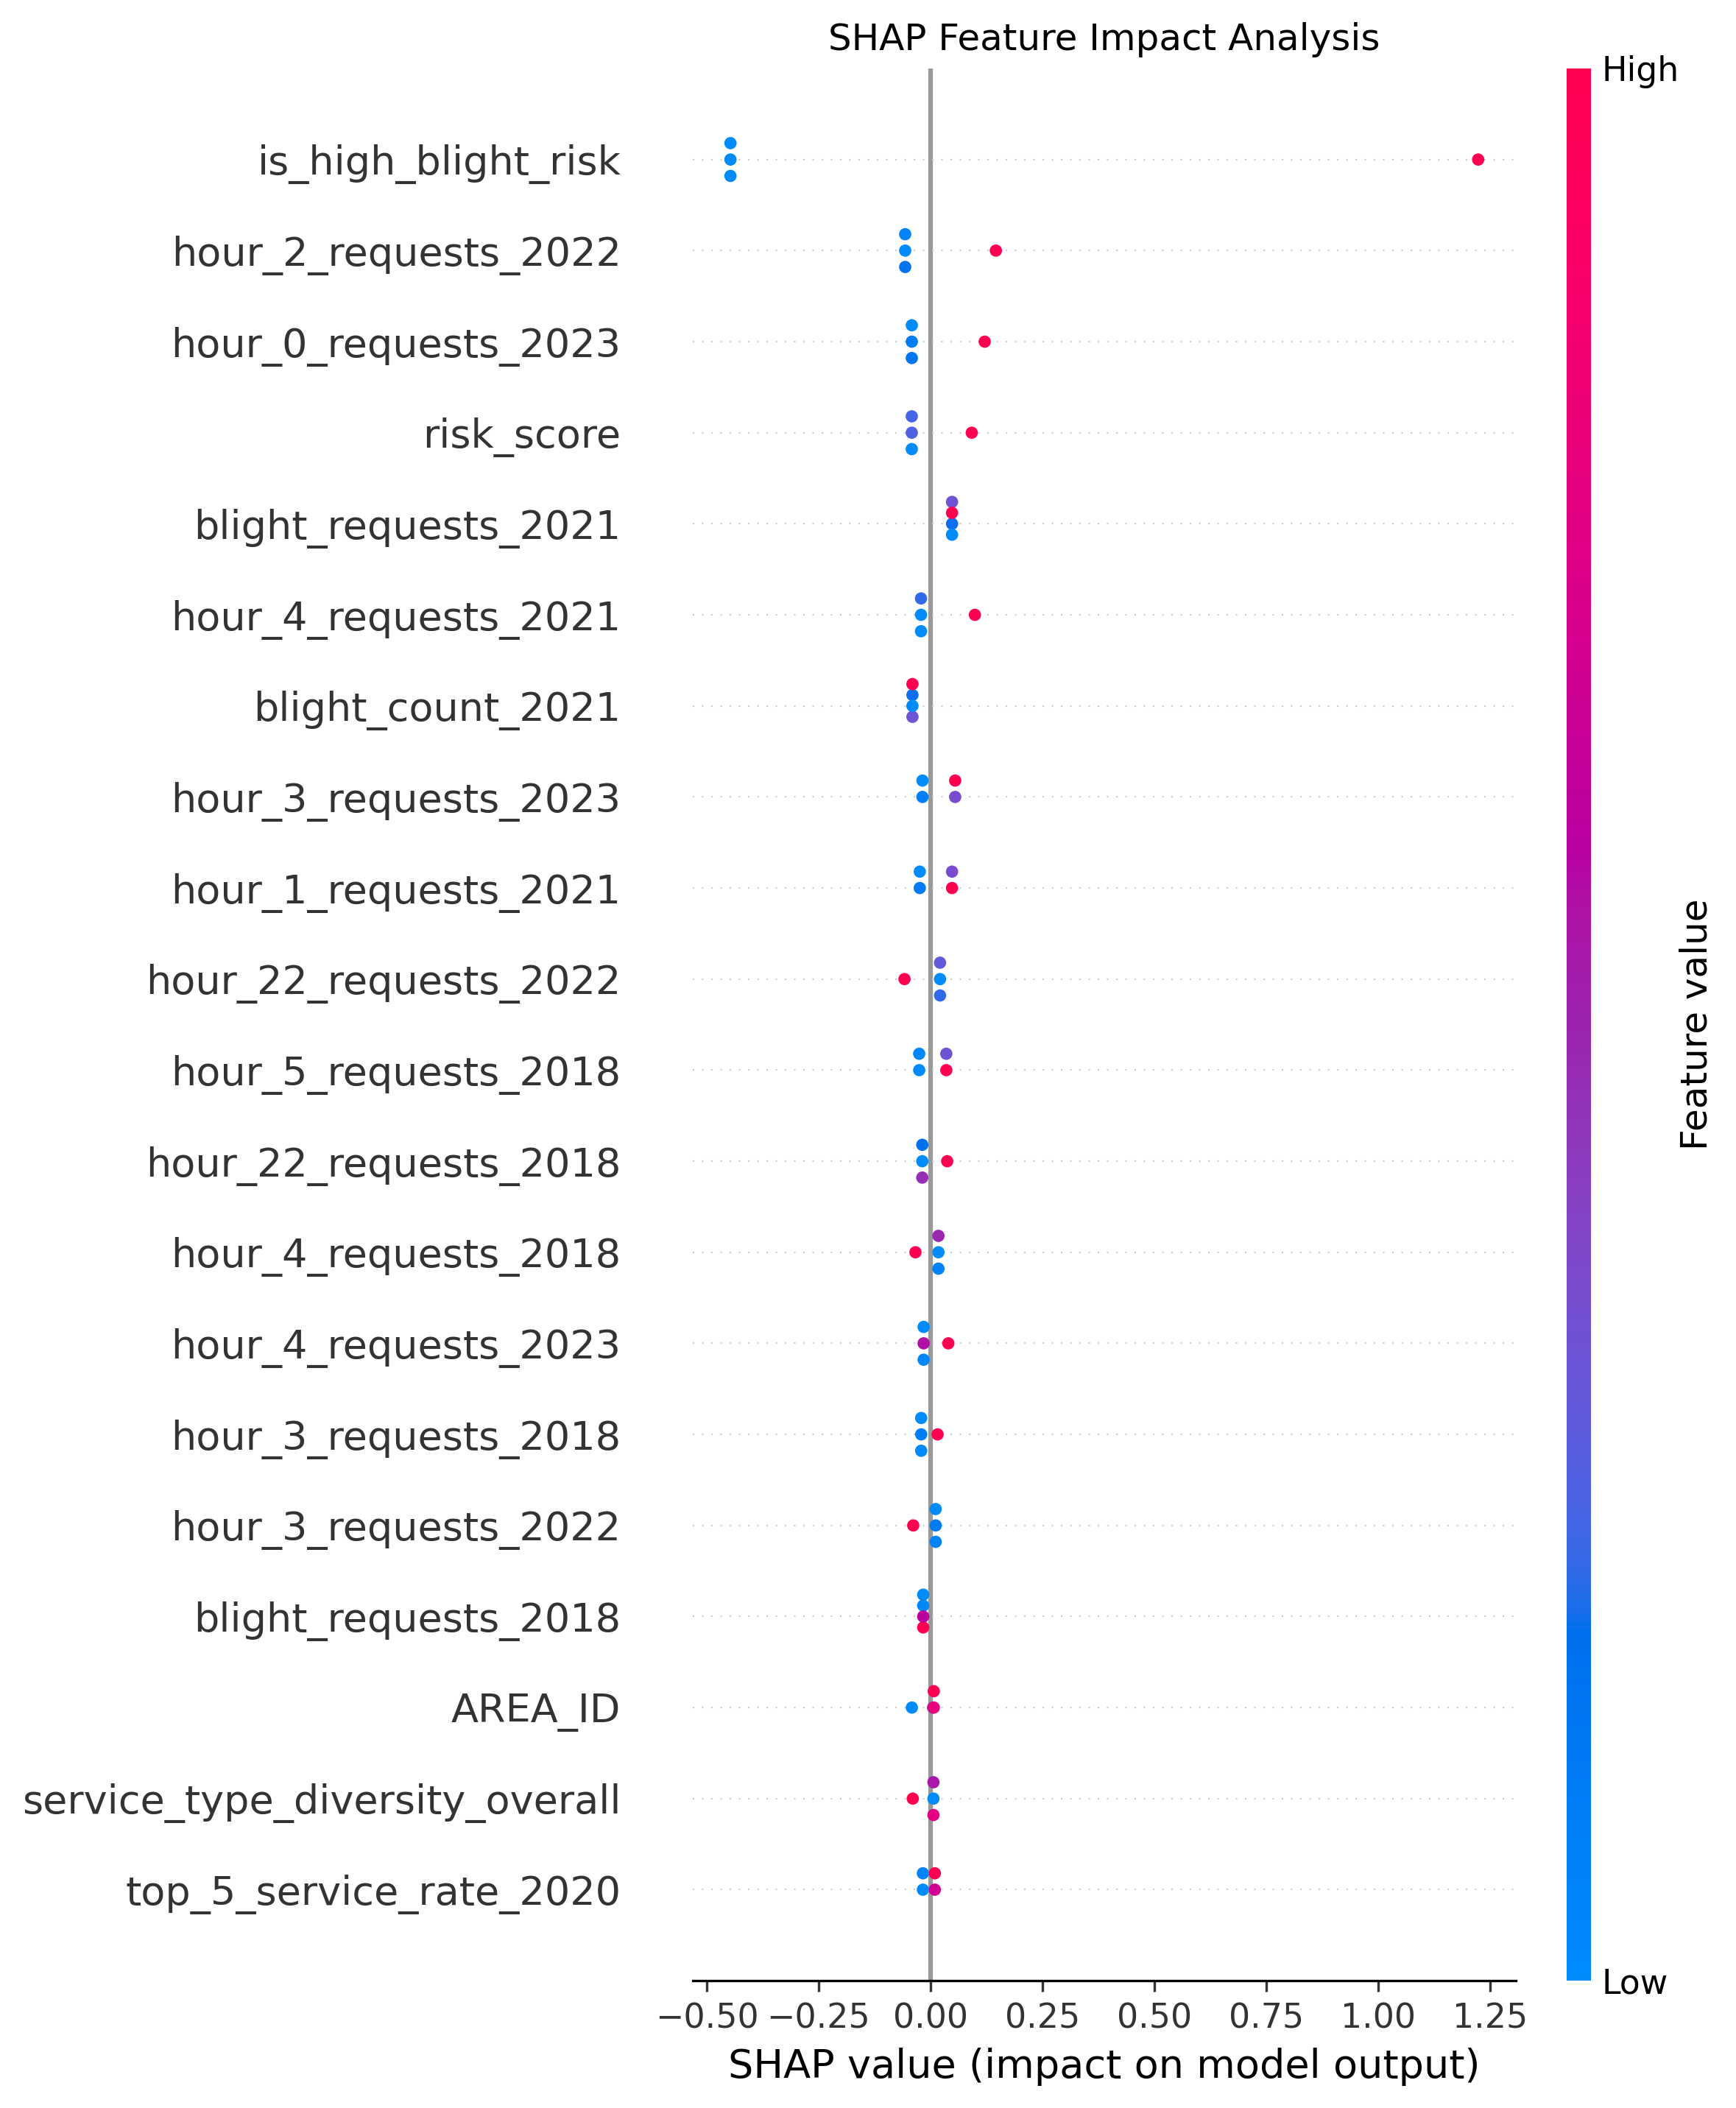 SHAP Feature Impact Analysis
High
is_high_blight_risk
hour_2_requests_2022
hour_0_requests_2023
risk_score
blight_requests_2021
hour_4_requests_2021
blight_count_2021
hour_3_requests_2023
hour_1_requests_2021
hour_22_requests_2022
hour_5_requests_2018
hour_22_requests_2018
hour_4_requests_2018
hour_4_requests_2023
hour_3_requests_2018
hour_3_requests_2022
blight_requests_2018
AREA_ID
service_type_diversity_overall
top_5_service_rate_2020
Feature value
Low
−0.50 −0.25 0.00 0.25 0.50 0.75 1.00 1.25
SHAP value (impact on model output)